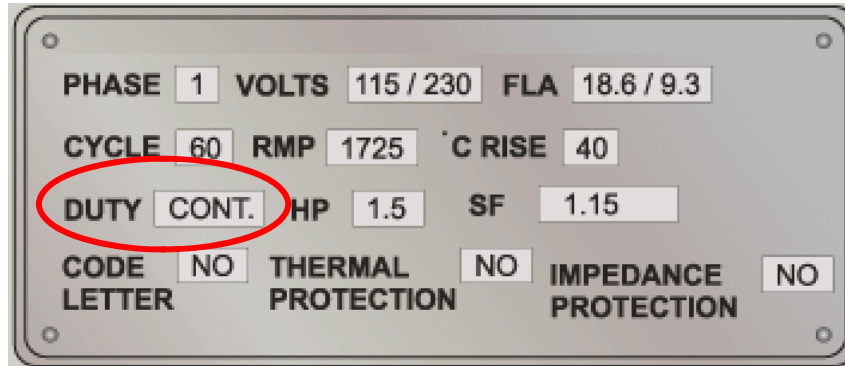 PHASE 1 VOLTS 115 / 230 FLA 18.6 / 9.3
CYCLE 60 RMP 1725 °C RISE 40
DUTY CONT. HP 1.5 SF 1.15
CODE NO THERMAL NO IMPEDANCE NO
LETTER PROTECTION PROTECTION